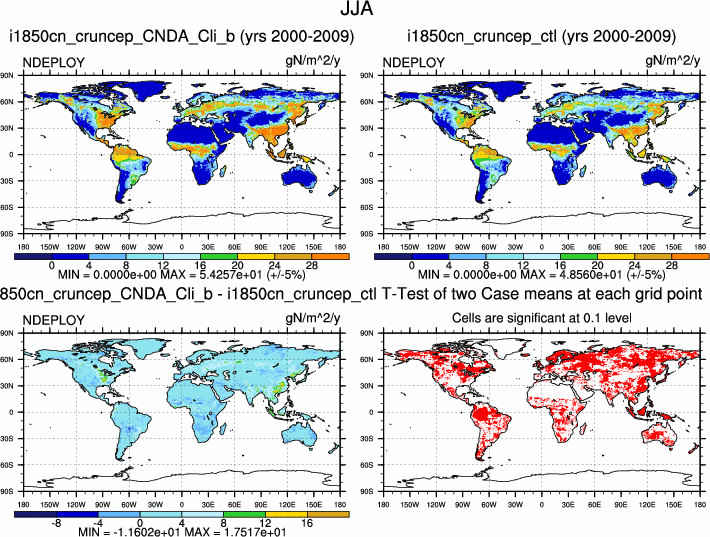 JJA
i1850cn_cruncep_CNDA_Cli_b (yrs 2000-2009)
i1850cn_cruncep_ctl (yrs 2000-2009)
NDEPLOY gN/m^2/y
NDEPLOY gN/m^2/y
90N
60N
30N
0
30S
60S
90S
180 150W 120W 90W 60W 30W 0 30E 60E 90E 120E 150E 180
0 4 8 12 16 20 24 28
MIN = 0.0000e+00 MAX = 5.4257e+01 (+/-5%)
90N
60N
30N
0
30S
60S
90S
180 150W 120W 90W 60W 30W 0 30E 60E 90E 120E 150E 180
0 4 8 12 16 20 24 28
MIN = 0.0000e+00 MAX = 4.8560e+01 (+/-5%)
850cn_cruncep_CNDA_Cli_b - i1850cn_cruncep_ctl
T-Test of two Case means at each grid point
NDEPLOY gN/m^2/y
Cells are significant at 0.1 level
90N
60N
30N
0
30S
60S
90S
180 150W 120W 90W 60W 30W 0 30E 60E 90E 120E 150E 180
-8 -4 0 4 8 12 16
MIN = -1.1602e+01 MAX = 1.7517e+01
90N
60N
30N
0
30S
60S
90S
180 150W 120W 90W 60W 30W 0 30E 60E 90E 120E 150E 180